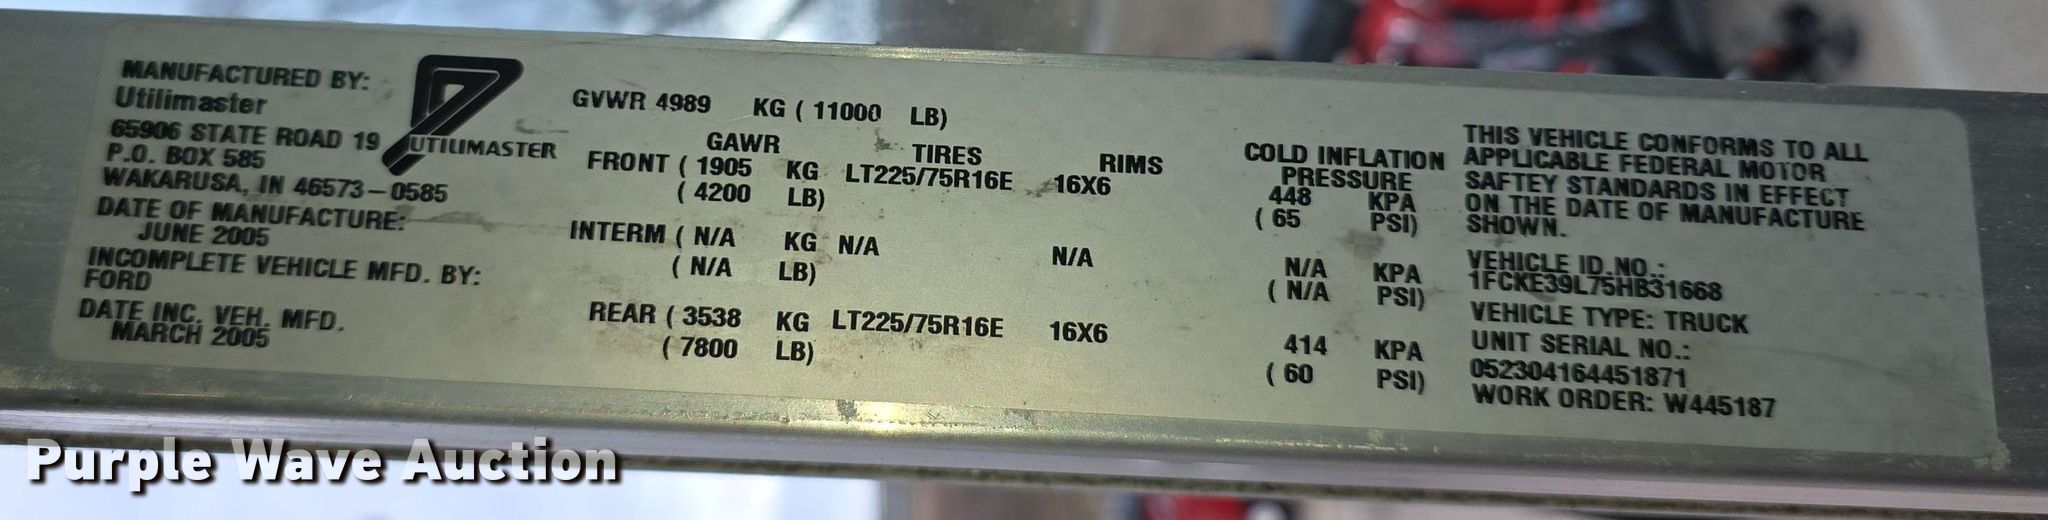 MANUFACTURED BY:
Utilimaster
65906 STATE ROAD 19
P.O. BOX 585
WAKARUSA, IN 46573-0585
DATE OF MANUFACTURE:
JUNE 2005
INCOMPLETE VEHICLE MFD. BY:
FORD
DATE INC. VEH. MFD.
MARCH 2005
UTILIMASTER
GVWR 4989 KG ( 11000 LB)
GAWR TIRES RIMS COLD INFLATION PRESSURE
FRONT ( 1905 KG LT225/75R16E 16X6 448 KPA
( 4200 LB) ( 65 PSI)
INTERM ( N/A KG N/A N/A N/A KPA
( N/A LB) ( N/A PSI)
REAR ( 3538 KG LT225/75R16E 16X6 414 KPA
( 7800 LB) ( 60 PSI)
THIS VEHICLE CONFORMS TO ALL
APPLICABLE FEDERAL MOTOR
SAFTEY STANDARDS IN EFFECT
ON THE DATE OF MANUFACTURE
SHOWN.
VEHICLE ID.NO.:
1FCKE39L75HB31668
VEHICLE TYPE: TRUCK
UNIT SERIAL NO.:
052304164451871
WORK ORDER: W445187
Purple Wave Auction